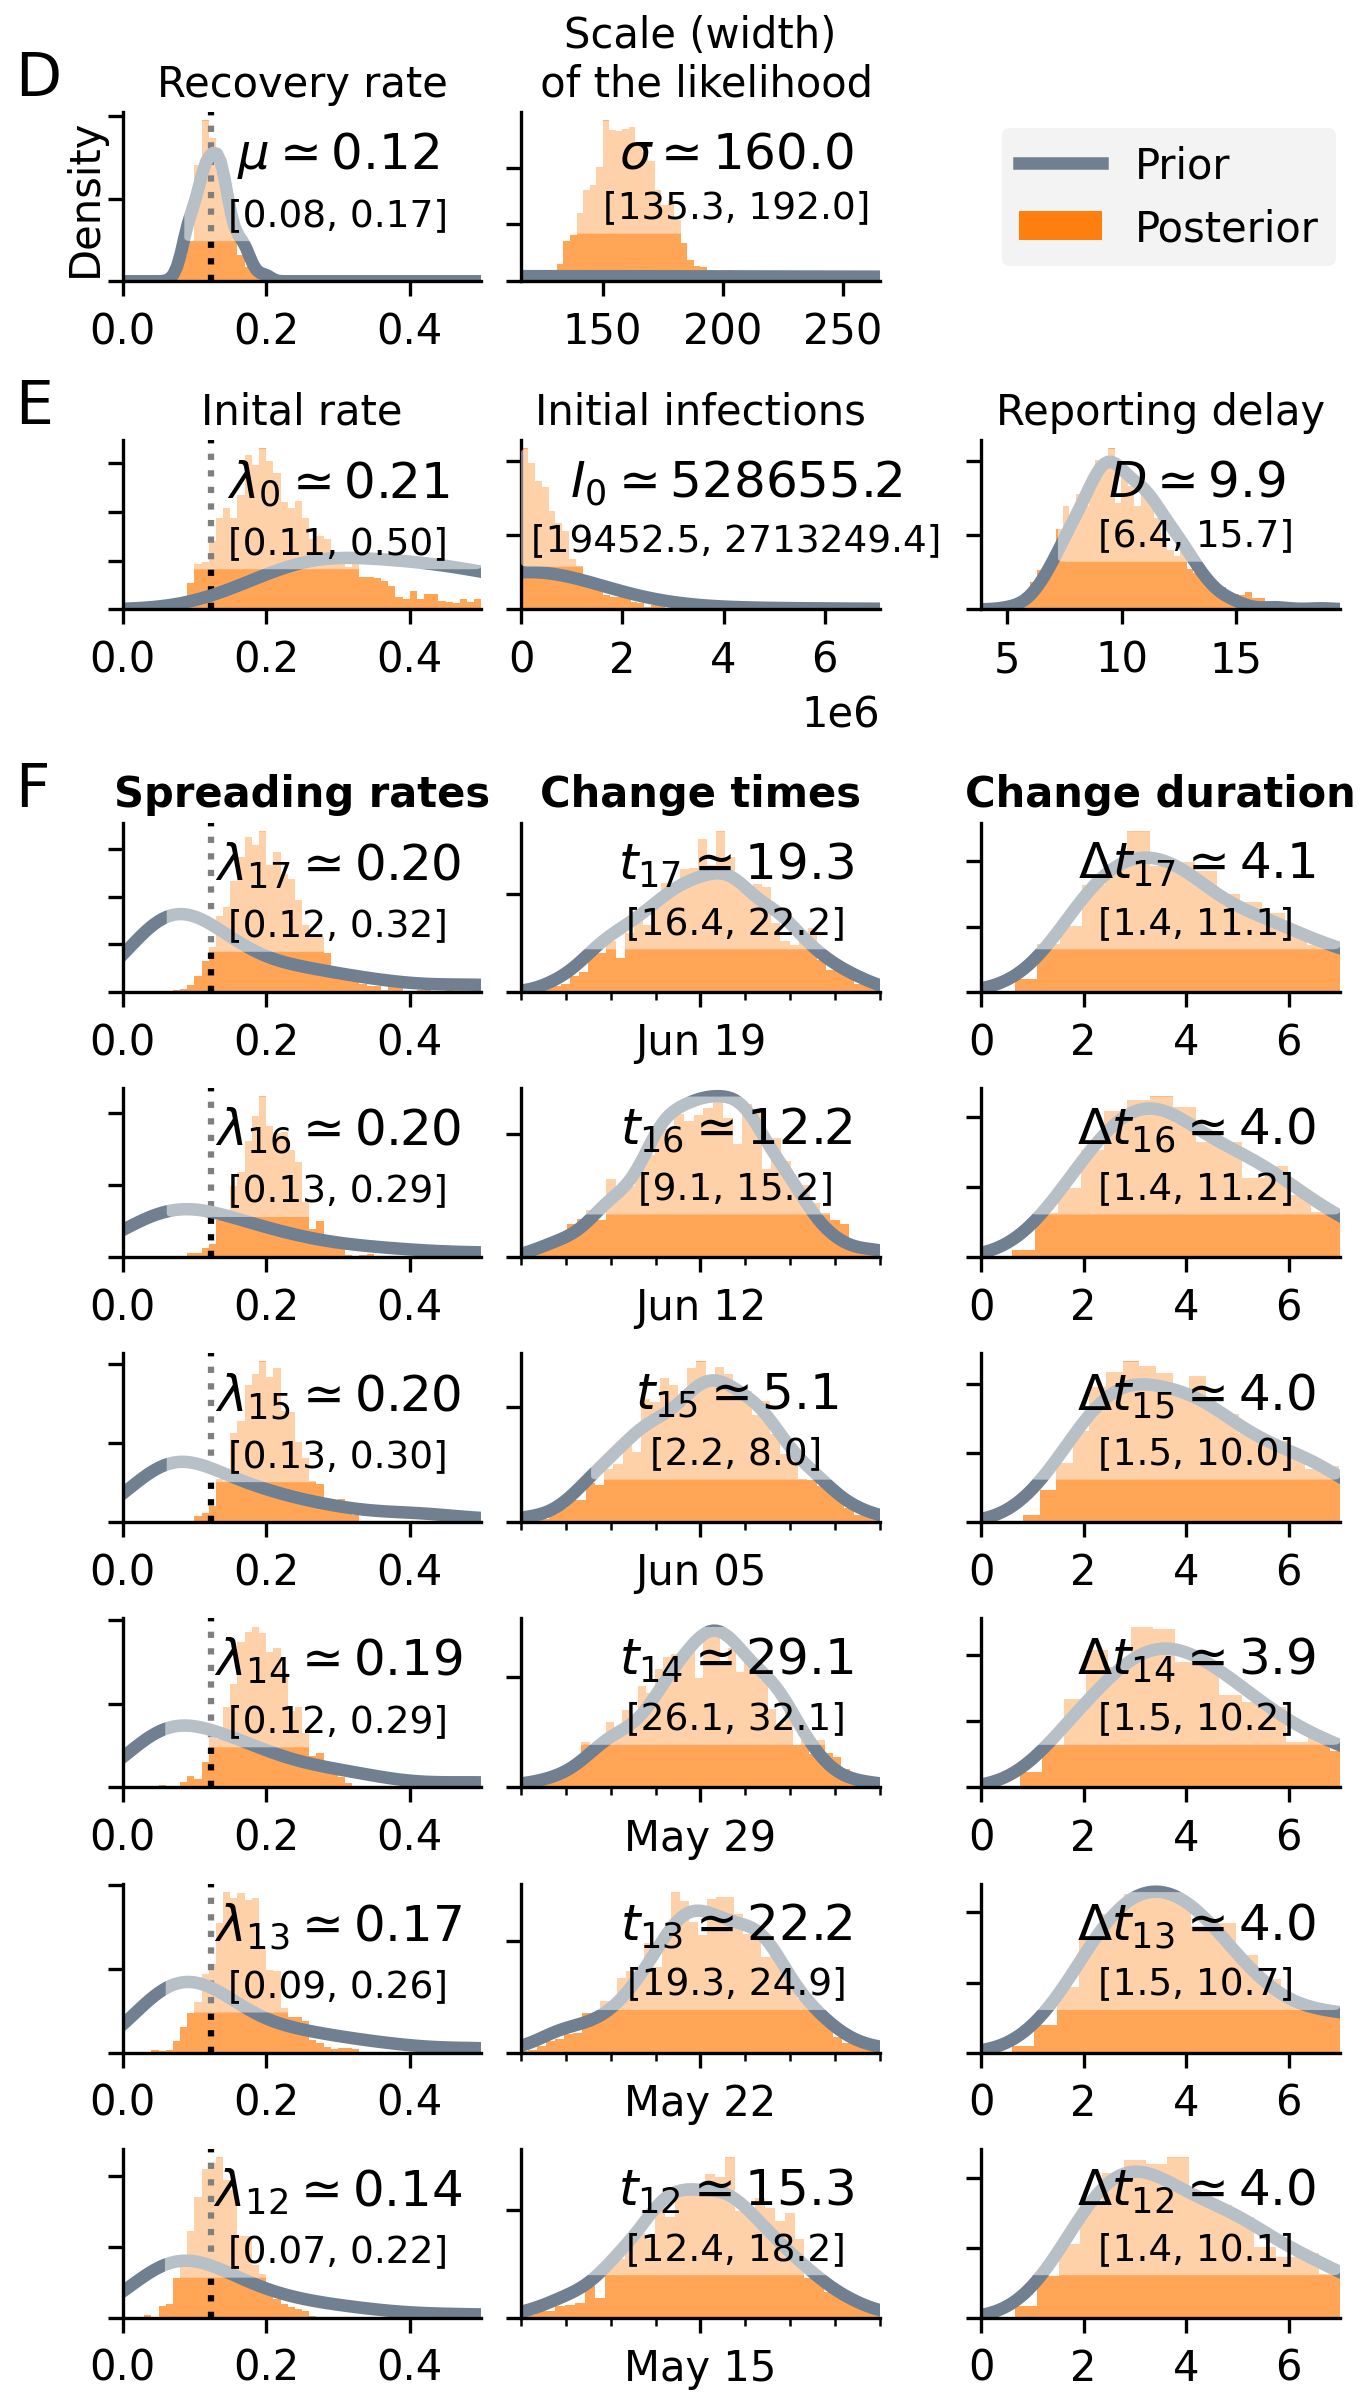 D
Recovery rate
Scale (width)
of the likelihood
Density
μ ≃ 0.12
[0.08, 0.17]
0.0 0.2 0.4
σ ≃ 160.0
[135.3, 192.0]
150 200 250
Prior
Posterior
E
Inital rate
λ0 ≃ 0.21
[0.11, 0.50]
0.0 0.2 0.4
Initial infections
I0 ≃ 528655.2
[19452.5, 2713249.4]
0 2 4 6
1e6
Reporting delay
D ≃ 9.9
[6.4, 15.7]
5 10 15
F
Spreading rates
Change times
Change duration
λ17 ≃ 0.20
[0.12, 0.32]
0.0 0.2 0.4
t17 ≃ 19.3
[16.4, 22.2]
Jun 19
Δt17 ≃ 4.1
[1.4, 11.1]
0 2 4 6
λ16 ≃ 0.20
[0.13, 0.29]
0.0 0.2 0.4
t16 ≃ 12.2
[9.1, 15.2]
Jun 12
Δt16 ≃ 4.0
[1.4, 11.2]
0 2 4 6
λ15 ≃ 0.20
[0.13, 0.30]
0.0 0.2 0.4
t15 ≃ 5.1
[2.2, 8.0]
Jun 05
Δt15 ≃ 4.0
[1.5, 10.0]
0 2 4 6
λ14 ≃ 0.19
[0.12, 0.29]
0.0 0.2 0.4
t14 ≃ 29.1
[26.1, 32.1]
May 29
Δt14 ≃ 3.9
[1.5, 10.2]
0 2 4 6
λ13 ≃ 0.17
[0.09, 0.26]
0.0 0.2 0.4
t13 ≃ 22.2
[19.3, 24.9]
May 22
Δt13 ≃ 4.0
[1.5, 10.7]
0 2 4 6
λ12 ≃ 0.14
[0.07, 0.22]
0.0 0.2 0.4
t12 ≃ 15.3
[12.4, 18.2]
May 15
Δt12 ≃ 4.0
[1.4, 10.1]
0 2 4 6